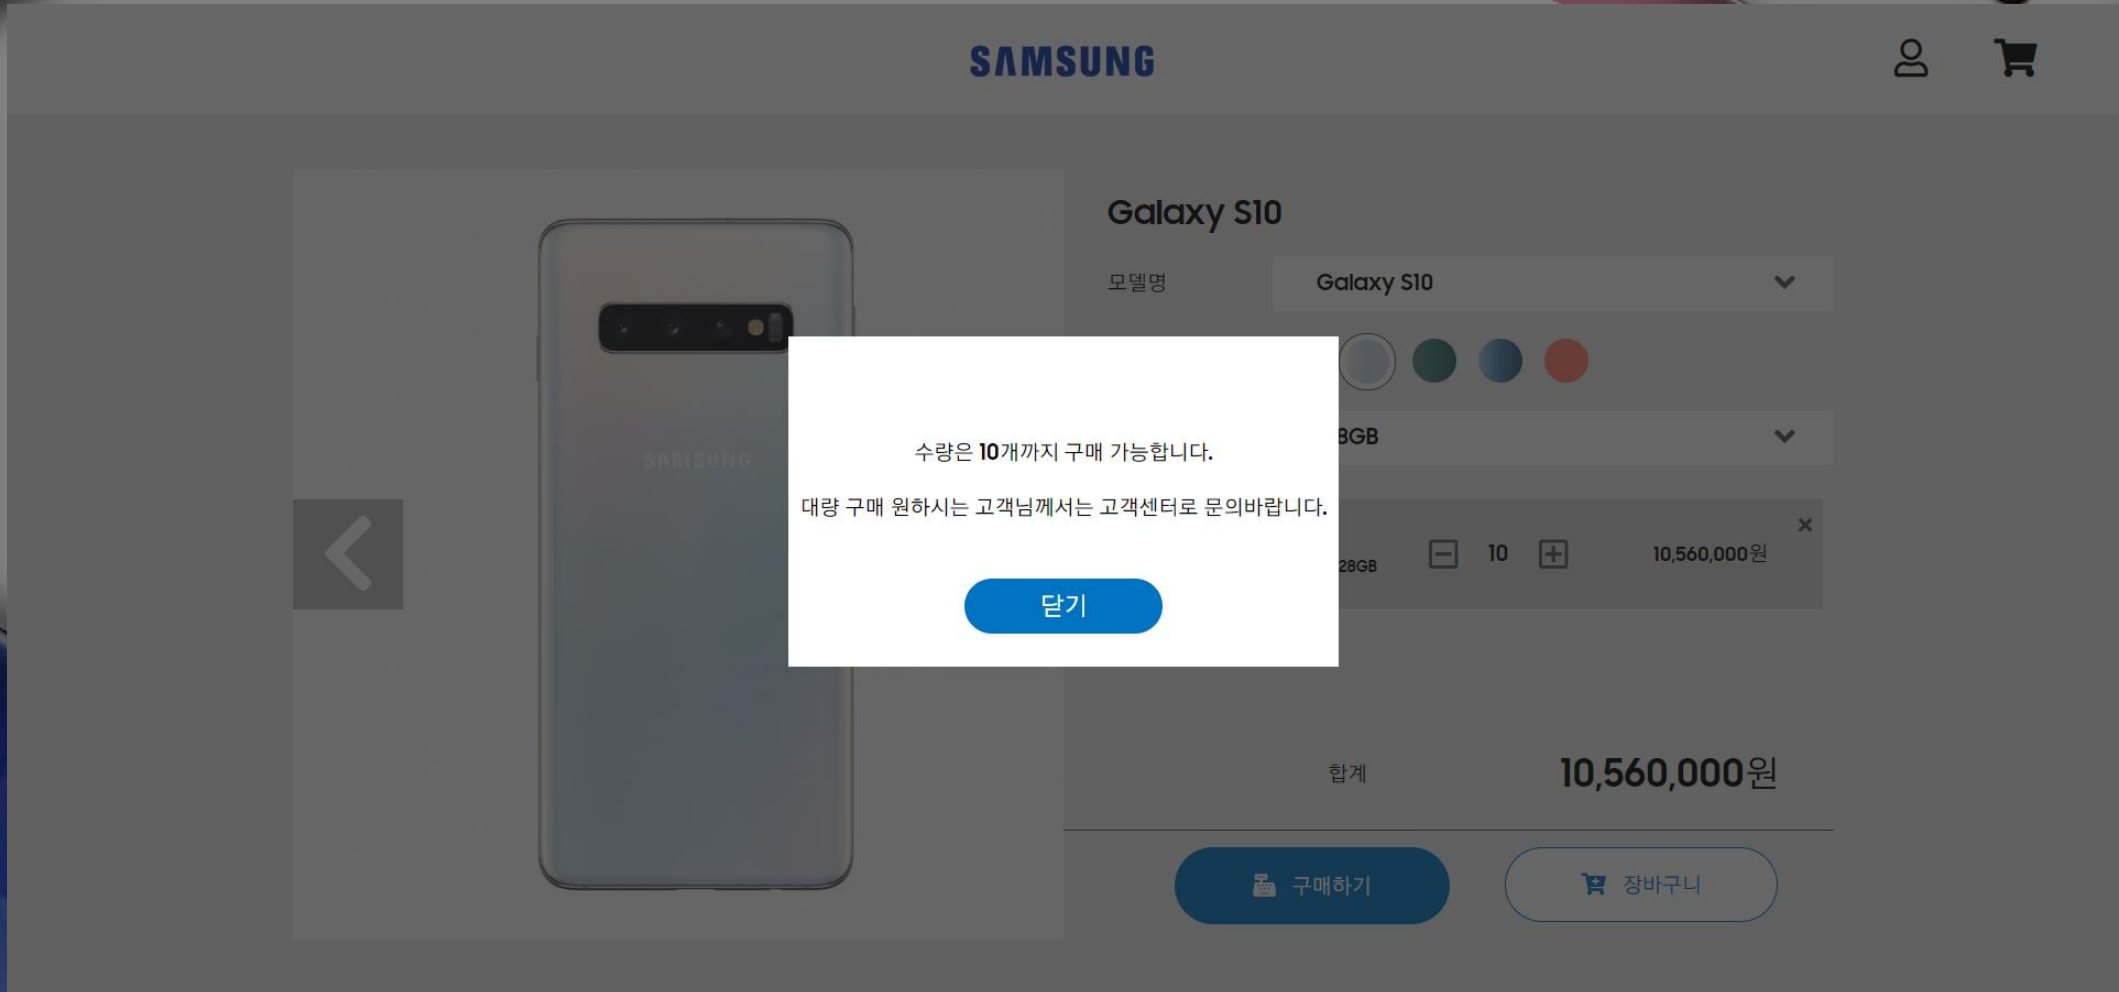 SAMSUNG
Galaxy S10
모델명
Galaxy S10
SAMSUNG
수량은 10개까지 구매 가능합니다.
대량 구매 원하시는 고객님께서는 고객센터로 문의바랍니다.
닫기
8GB
28GB
10
10,560,000원
합계
10,560,000원
구매하기
장바구니